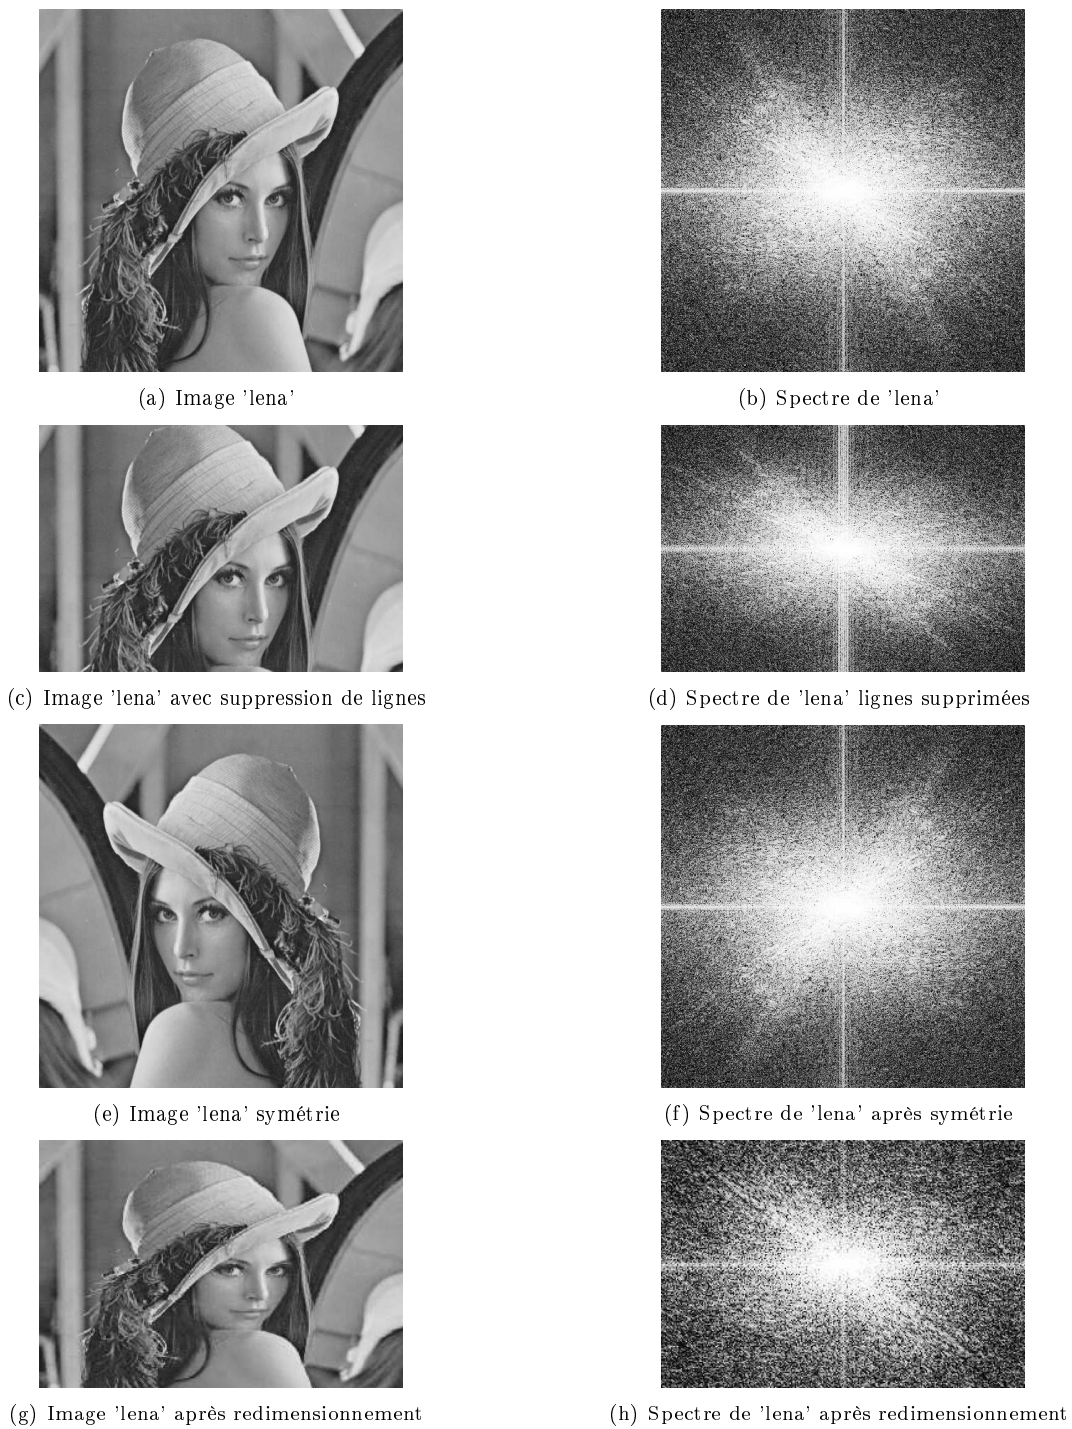 (a) Image 'lena'
(b) Spectre de 'lena'
(c) Image 'lena' avec suppression de lignes
(d) Spectre de 'lena' lignes supprimées
(e) Image 'lena' symétrie
(f) Spectre de 'lena' après symétrie
(g) Image 'lena' après redimensionnement
(h) Spectre de 'lena' après redimensionnement